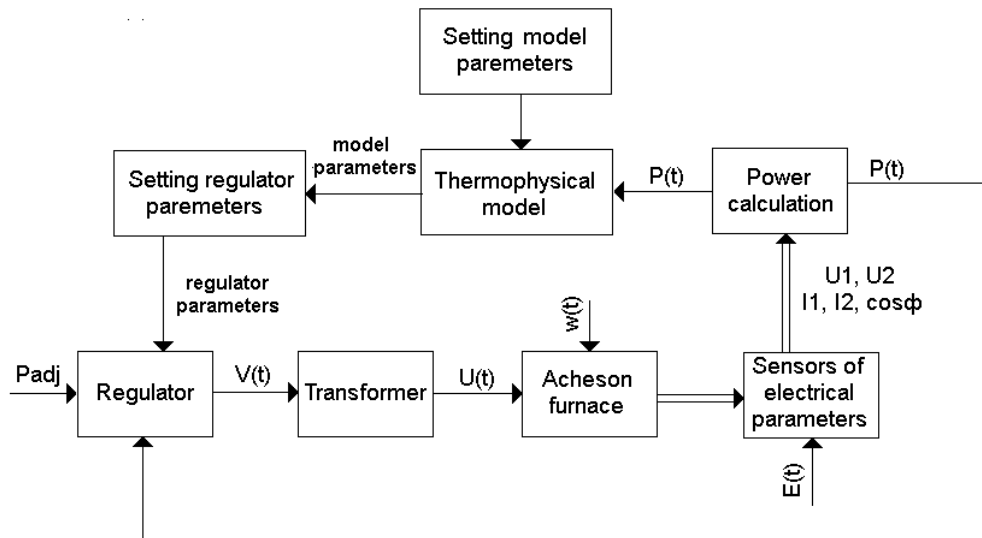 Setting model
paremeters
model
parameters
Setting regulator
paremeters
Thermophysical
model
P(t)
Power
calculation
P(t)
regulator
parameters
U1, U2
I1, I2, cosф
w(t)
Padj
Regulator
V(t)
Transformer
U(t)
Acheson
furnace
Sensors of
electrical
parameters
E(t)